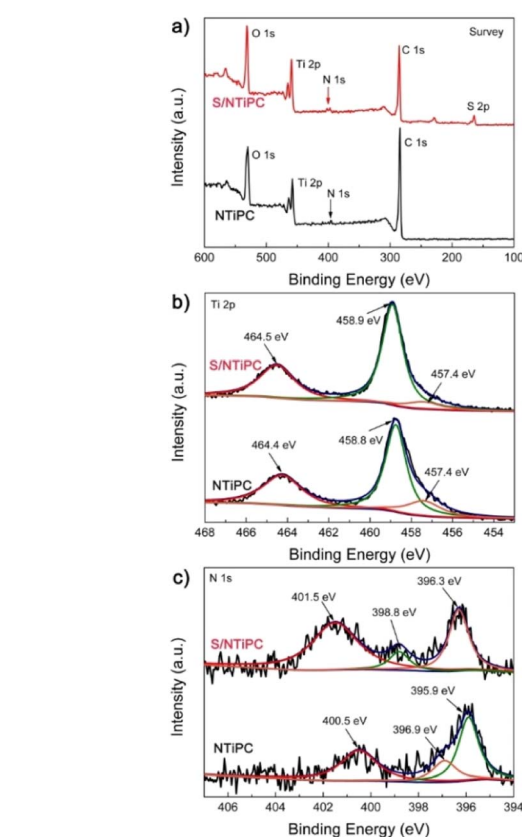 a)
Survey
O 1s
Ti 2p
N 1s
C 1s
S 2p
S/NTiPC
O 1s
Ti 2p
N 1s
C 1s
NTiPC
Intensity (a.u.)
600 500 400 300 200 100
Binding Energy (eV)
b)
Ti 2p
464.5 eV
458.9 eV
457.4 eV
S/NTiPC
464.4 eV
458.8 eV
457.4 eV
NTiPC
Intensity (a.u.)
468 466 464 462 460 458 456 454
Binding Energy (eV)
c)
N 1s
401.5 eV
398.8 eV
396.3 eV
S/NTiPC
400.5 eV
396.9 eV
395.9 eV
NTiPC
Intensity (a.u.)
406 404 402 400 398 396 394
Binding Energy (eV)